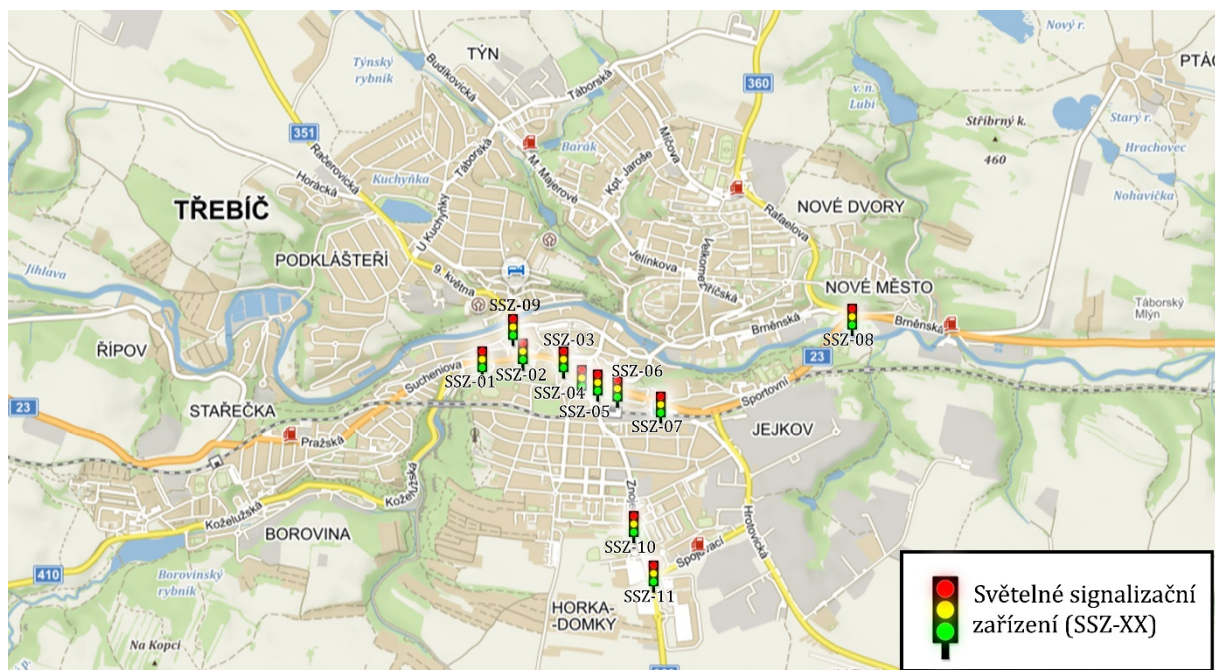 TÝN
Týnský
rybník
Budíkovická
Táborská
360
PTÁČ
Nový r.
v. n.
Lubí
Stříbrný k.
460
Starý r.
Hrachovec
Nohavička
351
Račerovická
Horácká
Kuchyňka
Táborská
U Kuchyňky
M. Majerové
Barák
Kpt. Jaroše
Míčova
TŘEBÍČ
PODKLÁŠTEŘÍ
Rafaelova
NOVÉ DVORY
Jelínkova
Velkomeziříčská
NOVÉ MĚSTO
Jihlava
9. května
SSZ-09
Brněnská
Brněnská
Táborský
Mlýn
ŘÍPOV
SSZ-03
SSZ-08
23
Sucheniova
SSZ-01
SSZ-02
SSZ-04
SSZ-06
SSZ-05
SSZ-07
Sportovní
STAŘEČKA
23
Pražská
JEJKOV
Koželužská
Koželužská
Znoj
BOROVINA
SSZ-10
Spojovací
Hrotovická
410
Borovinský
rybník
SSZ-11
HORKA-
-DOMKY
Na Kopci
Světelné signalizační
zařízení (SSZ-XX)